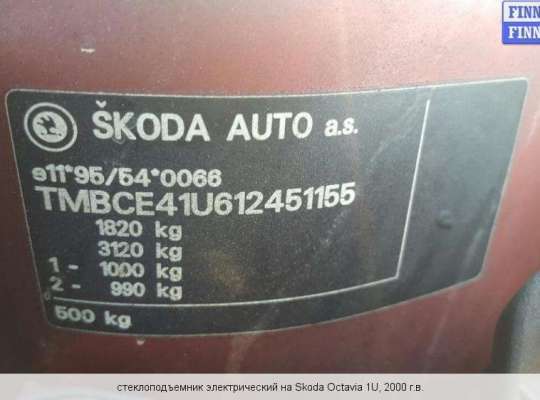 FINN
FINN
ŠKODA AUTO a.s.
e11*95/54*0066
TMBCE41U612451155
1820 kg
3120 kg
1 - 1000 kg
2 - 990 kg
500 kg
стеклоподъемник электрический на Skoda Octavia 1U, 2000 г.в.